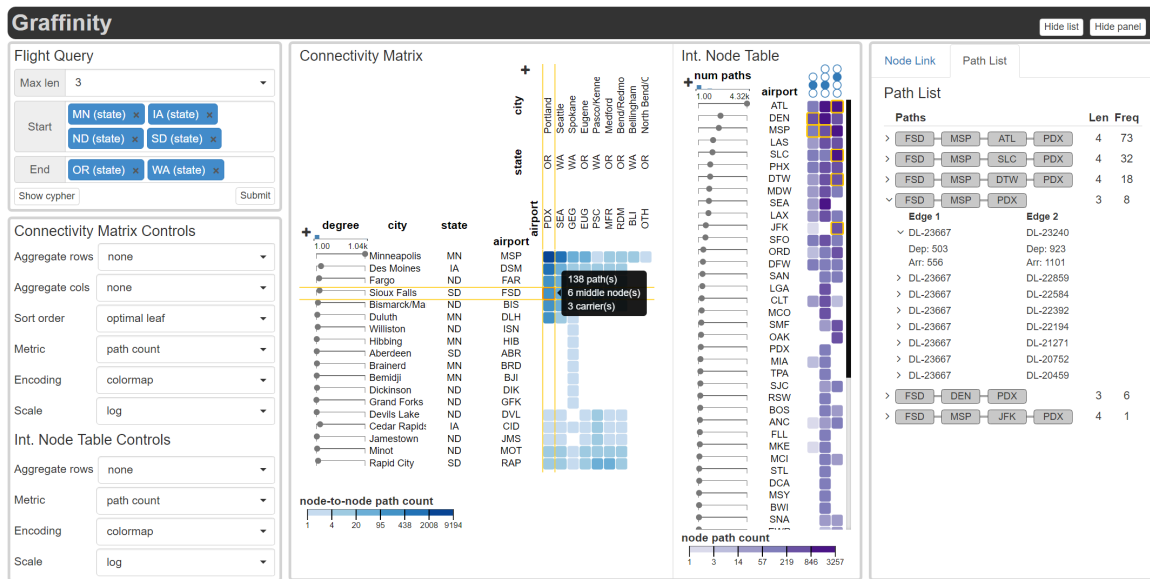 Graffinity
Hide list
Hide panel
Flight Query
Max len 3
Start MN (state) × IA (state) ×
ND (state) × SD (state) ×
End OR (state) × WA (state) ×
Show cypher
Submit
Connectivity Matrix Controls
Aggregate rows none
Aggregate cols none
Sort order optimal leaf
Metric path count
Encoding colormap
Scale log
Int. Node Table Controls
Aggregate rows none
Metric path count
Encoding colormap
Scale log
Connectivity Matrix
city Portland Seattle Spokane Eugene Pasco/Kenne Medford Bend/Redmo Bellingham North Bend/C
state OR WA WA OR WA OR OR WA OR
airport PDX SEA GEG EUG PSC MFR RDM BLI OTH
degree city state airport
1.00 1.04k
Minneapolis MN MSP
Des Moines IA DSM
Fargo ND FAR
Sioux Falls SD FSD
Bismarck/Ma ND BIS
Duluth MN DLH
Williston ND ISN
Hibbing MN HIB
Aberdeen SD ABR
Brainerd MN BRD
Bemidji MN BJI
Dickinson ND DIK
Grand Forks ND GFK
Devils Lake ND DVL
Cedar Rapids IA CID
Jamestown ND JMS
Minot ND MOT
Rapid City SD RAP
138 path(s)
6 middle node(s)
3 carrier(s)
node-to-node path count
1 4 20 95 438 2008 9194
Int. Node Table
num paths
1.00 4.32k
airport
ATL
DEN
MSP
LAS
SLC
PHX
DTW
MDW
SEA
LAX
JFK
SFO
ORD
DFW
SAN
LGA
CLT
MCO
SMF
OAK
PDX
MIA
TPA
SJC
RSW
BOS
ANC
FLL
MKE
MCI
STL
DCA
MSY
BWI
SNA
node path count
1 3 14 57 219 846 3257
Node Link
Path List
Path List
Paths Len Freq
FSD MSP ATL PDX 4 73
FSD MSP SLC PDX 4 32
FSD MSP DTW PDX 4 18
FSD MSP PDX 3 8
Edge 1 Edge 2
DL-23667 DL-23240
Dep: 503 Dep: 923
Arr: 556 Arr: 1101
DL-23667 DL-22859
DL-23667 DL-22584
DL-23667 DL-22392
DL-23667 DL-22194
DL-23667 DL-21271
DL-23667 DL-20752
DL-23667 DL-20459
FSD DEN PDX 3 6
FSD MSP JFK PDX 4 1